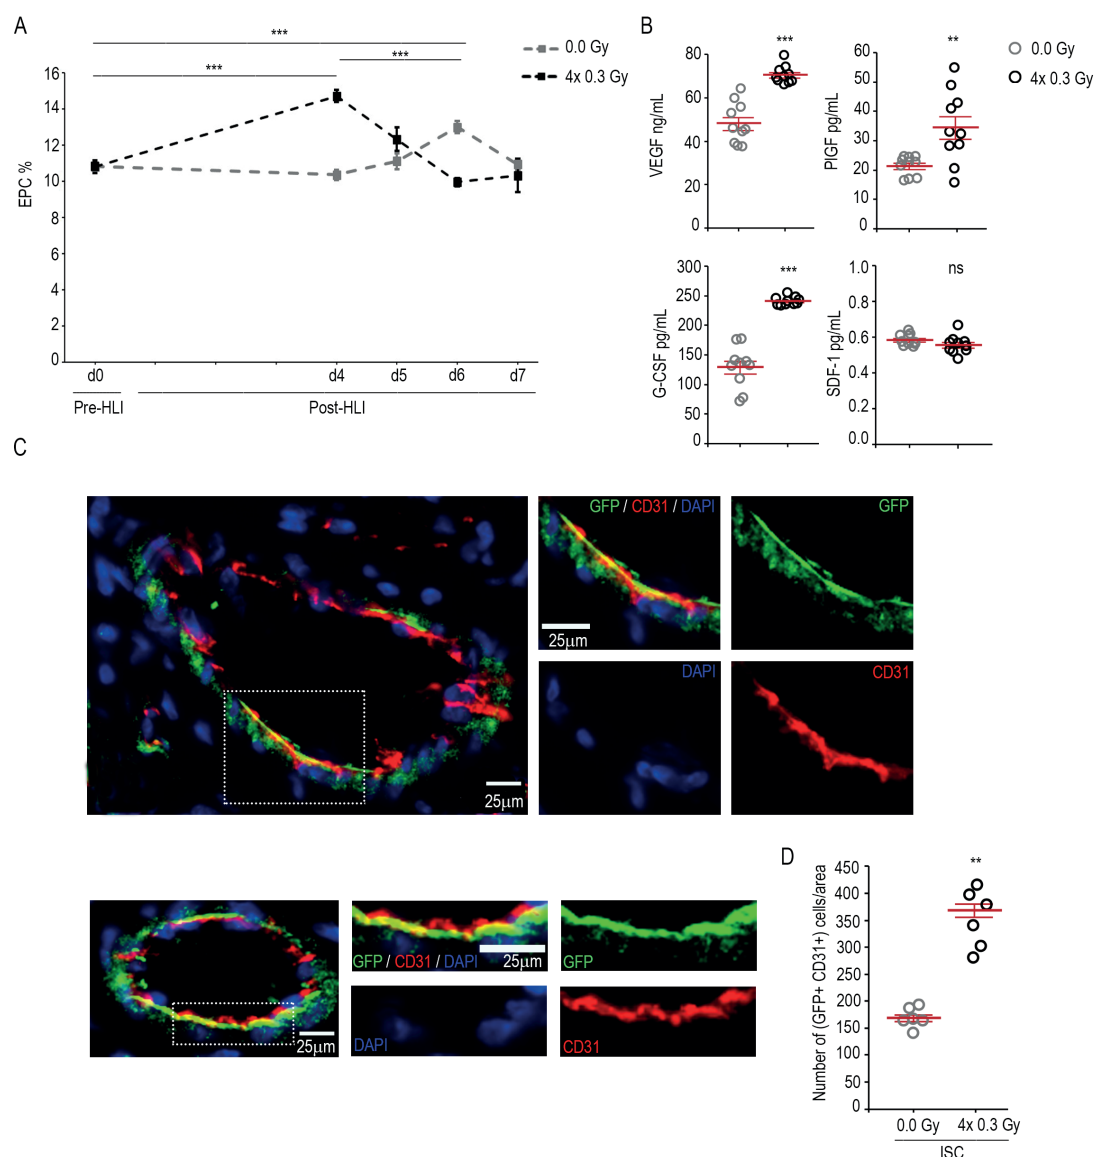 A
***
***
***
0.0 Gy
4x 0.3 Gy
EPC %
16
14
12
10
8
6
4
2
0
d0
d4
d5
d6
d7
Pre-HLI
Post-HLI
B
0.0 Gy
4x 0.3 Gy
***
VEGF ng/mL
80
60
40
20
0
**
PlGF pg/mL
60
50
40
30
20
10
0
***
G-CSF pg/mL
300
250
200
150
100
50
0
ns
SDF-1 pg/mL
1.0
0.8
0.6
0.4
0.2
0.0
C
25µm
GFP / CD31 / DAPI
25µm
GFP
DAPI
CD31
25µm
GFP / CD31 / DAPI
25µm
GFP
DAPI
CD31
D
**
Number of (GFP+ CD31+) cells/area
450
400
350
300
250
200
150
100
50
0
0.0 Gy
4x 0.3 Gy
ISC